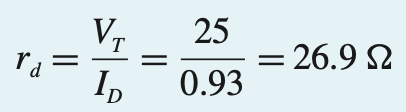 r_d = V_T / I_D = 25 / 0.93 = 26.9 Ω